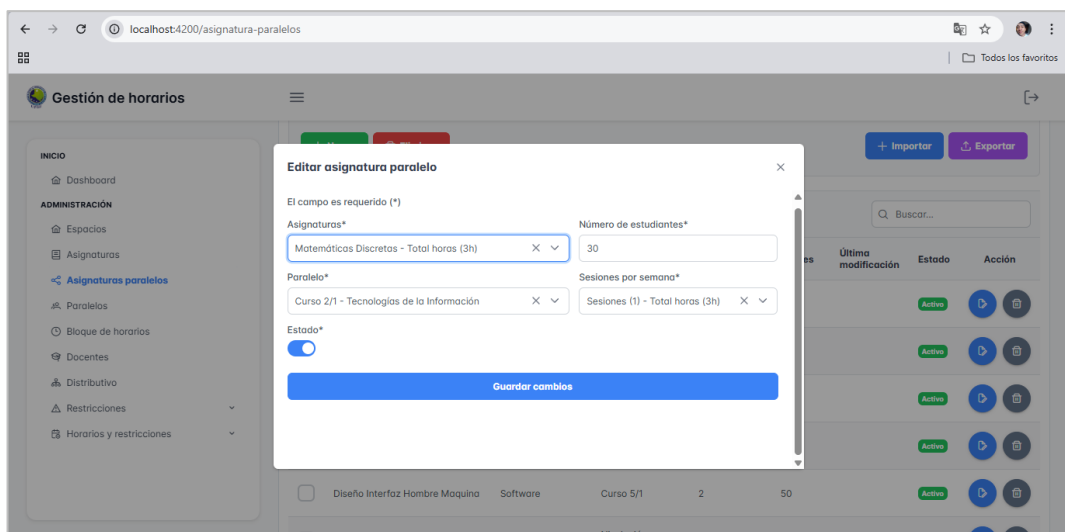 localhost:4200/asignatura-paralelos
Todos los favoritos
Gestión de horarios
INICIO
Dashboard
ADMINISTRACIÓN
Espacios
Asignaturas
Asignaturas paralelos
Paralelos
Bloque de horarios
Docentes
Distributivo
Restricciones
Horarios y restricciones
Importar
Exportar
Buscar...
Última
modificación
Estado
Acción
Editar asignatura paralelo
El campo es requerido (*)
Asignaturas*
Número de estudiantes*
Matemáticas Discretas - Total horas (3h)
30
Paralelo*
Sesiones por semana*
Curso 2/1 - Tecnologías de la Información
Sesiones (1) - Total horas (3h)
Estado*
Guardar cambios
Activo
Activo
Activo
Activo
Diseño Interfaz Hombre Maquina Software Curso 5/1 2 50 Activo